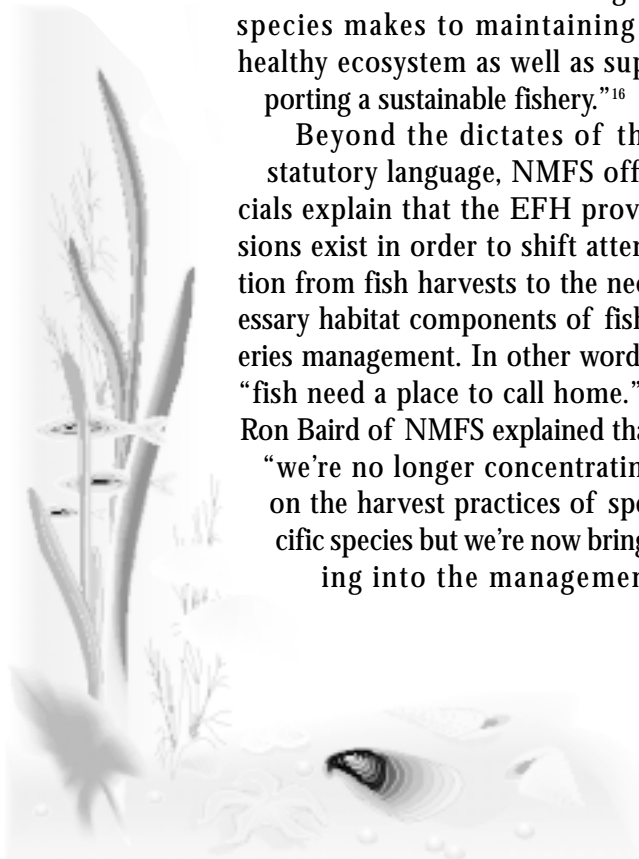 species makes to maintaining
healthy ecosystem as well as sup
porting a sustainable fishery.”16
Beyond the dictates of th
statutory language, NMFS offi
cials explain that the EFH prov
sions exist in order to shift atten
tion from fish harvests to the nec
essary habitat components of fish
eries management. In other word
“fish need a place to call home.”
Ron Baird of NMFS explained tha
“we’re no longer concentratin
on the harvest practices of spe
cific species but we’re now bring
ing into the managemen